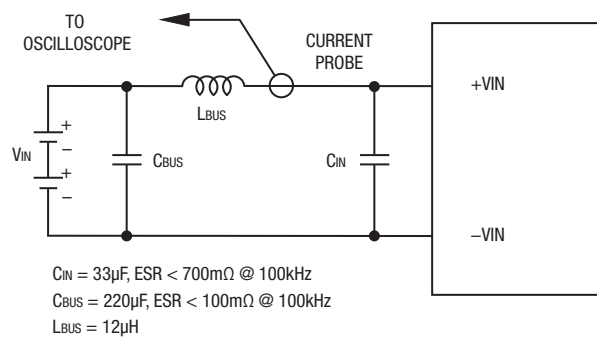 TO
OSCILLOSCOPE
CURRENT
PROBE
+VIN
LBUS
+
VIN
−
+
−
CBUS
CIN
−VIN
CIN = 33µF, ESR < 700mΩ @ 100kHz
CBUS = 220µF, ESR < 100mΩ @ 100kHz
LBUS = 12µH